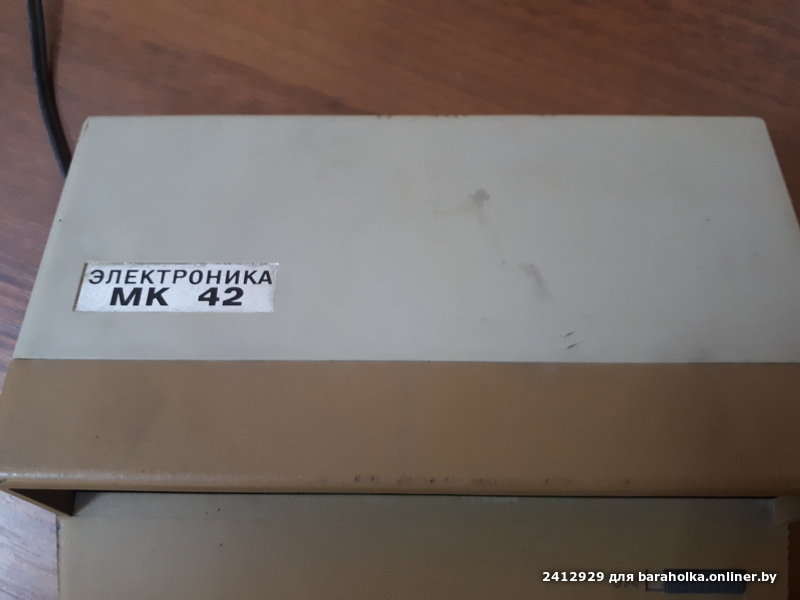 ЭЛЕКТРОНИКА
МК 42
2412929 для baraholka.onliner.by